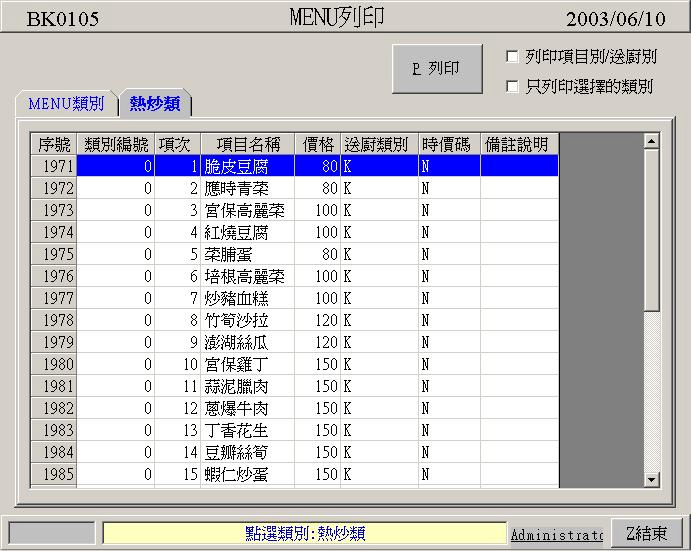 BK0105 MENU列印 2003/06/10
P 列印
列印項目別/送廚別
只列印選擇的類別
MENU類別 熱炒類
序號 類別編號 項次 項目名稱 價格 送廚類別 時價碼 備註說明
1971 0 1 脆皮豆腐 80 K N
1972 0 2 應時青菜 80 K N
1973 0 3 宮保高麗菜 100 K N
1974 0 4 紅燒豆腐 100 K N
1975 0 5 菜脯蛋 80 K N
1976 0 6 培根高麗菜 100 K N
1977 0 7 炒豬血糕 100 K N
1978 0 8 竹筍沙拉 120 K N
1979 0 9 澎湖絲瓜 120 K N
1980 0 10 宮保雞丁 150 K N
1981 0 11 蒜泥臘肉 150 K N
1982 0 12 蔥爆牛肉 150 K N
1983 0 13 丁香花生 150 K N
1984 0 14 豆瓣絲筍 150 K N
1985 0 15 蝦仁炒蛋 150 K N
點選類別:熱炒類 Administrato Z結束